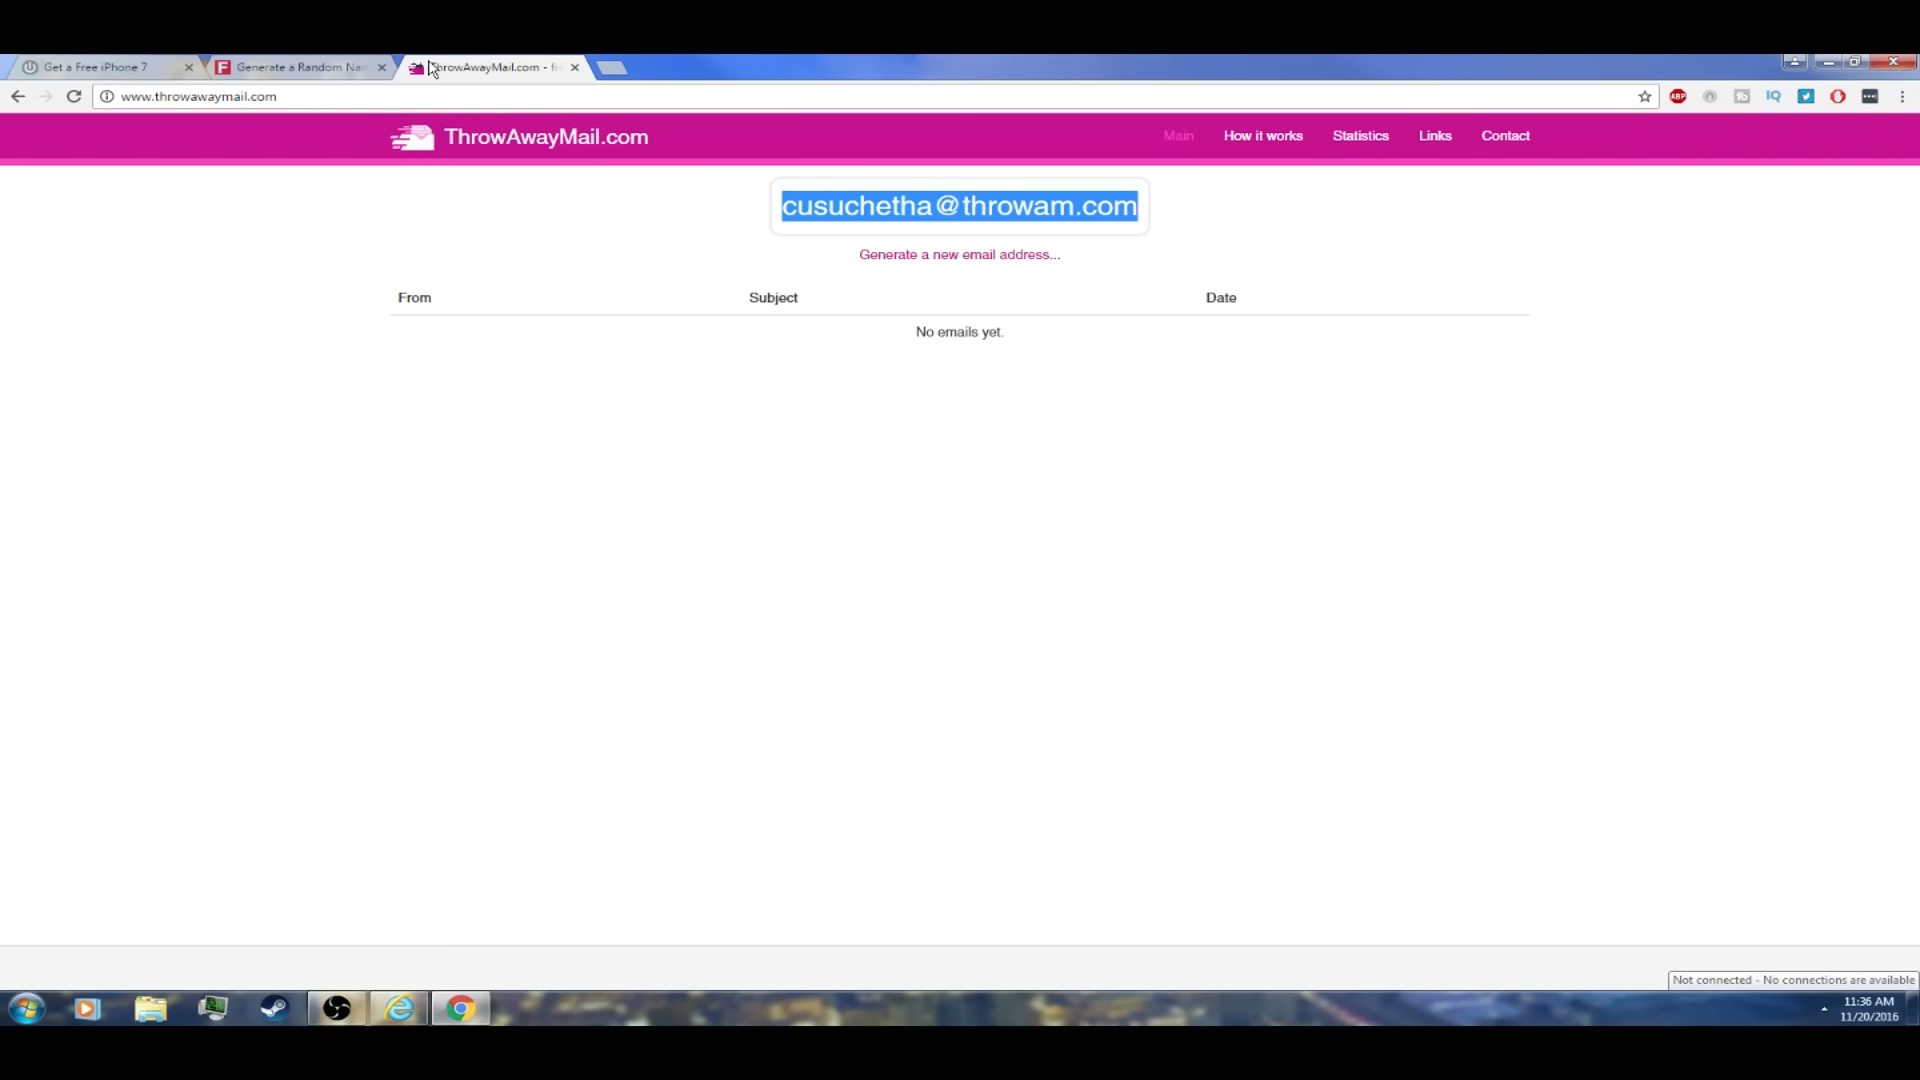 Get a Free iPhone 7
Generate a Random Na
ThrowAwayMail.com - fr
www.throwawaymail.com
ABP
ThrowAwayMail.com
Main
How it works
Statistics
Links
Contact
cusuchetha@throwam.com
Generate a new email address...
From
Subject
Date
No emails yet.
Not connected - No connections are available
11:36 AM
11/20/2016